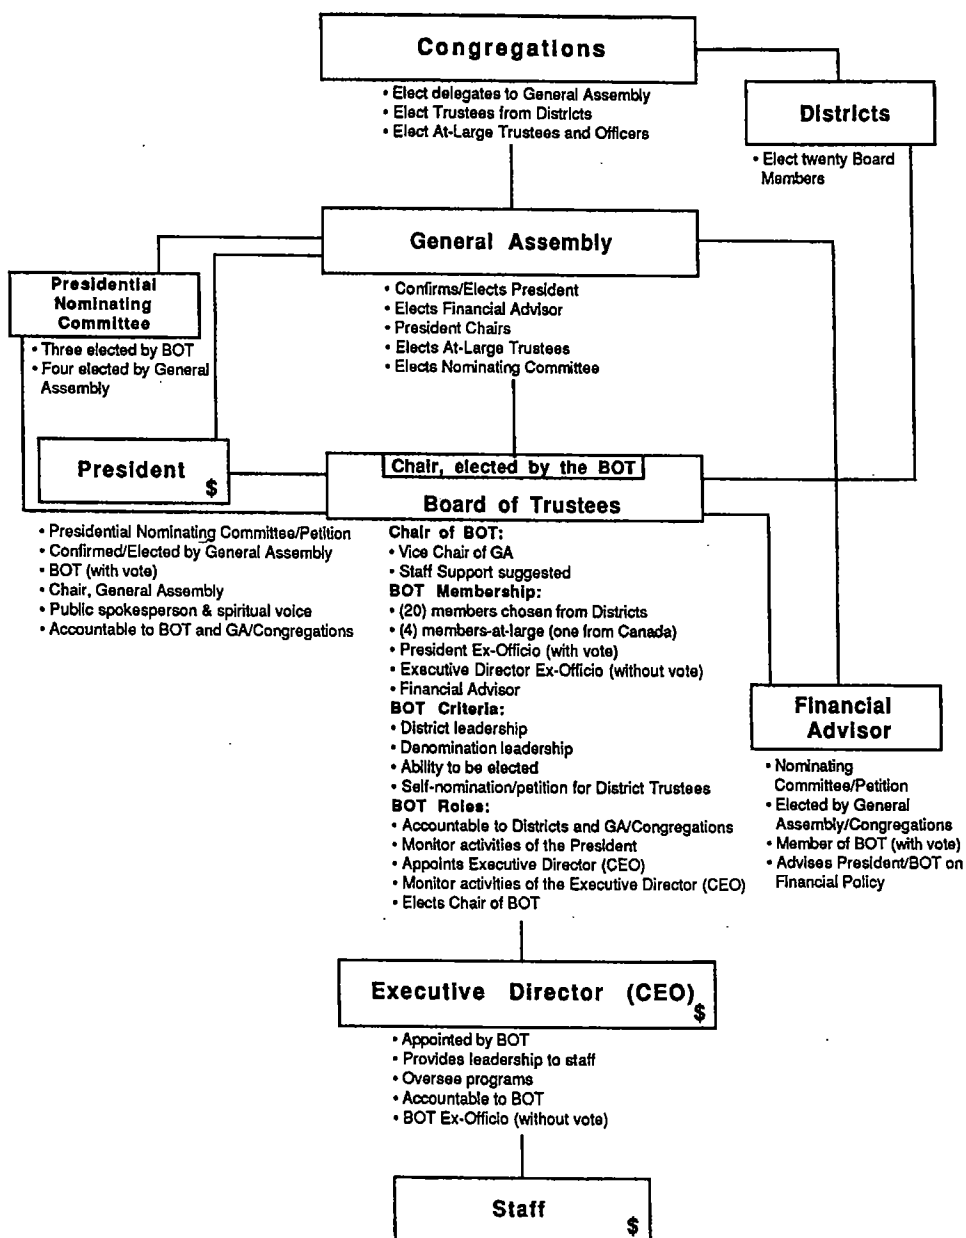 Congregations
• Elect delegates to General Assembly
• Elect Trustees from Districts
• Elect At-Large Trustees and Officers
Districts
• Elect twenty Board
Members
General Assembly
• Confirms/Elects President
• Elects Financial Advisor
• President Chairs
• Elects At-Large Trustees
• Elects Nominating Committee
Presidential
Nominating
Committee
• Three elected by BOT
• Four elected by General
Assembly
President
$
• Presidential Nominating Committee/Petition
• Confirmed/Elected by General Assembly
• BOT (with vote)
• Chair, General Assembly
• Public spokesperson & spiritual voice
• Accountable to BOT and GA/Congregations
Chair, elected by the BOT
Board of Trustees
Chair of BOT:
• Vice Chair of GA
• Staff Support suggested
BOT Membership:
• (20) members chosen from Districts
• (4) members-at-large (one from Canada)
• President Ex-Officio (with vote)
• Executive Director Ex-Officio (without vote)
• Financial Advisor
BOT Criteria:
• District leadership
• Denomination leadership
• Ability to be elected
• Self-nomination/petition for District Trustees
BOT Roles:
• Accountable to Districts and GA/Congregations
• Monitor activities of the President
• Appoints Executive Director (CEO)
• Monitor activities of the Executive Director (CEO)
• Elects Chair of BOT
Financial
Advisor
• Nominating
Committee/Petition
• Elected by General
Assembly/Congregations
• Member of BOT (with vote)
• Advises President/BOT on
Financial Policy
Executive Director (CEO)
$
• Appointed by BOT
• Provides leadership to staff
• Oversee programs
• Accountable to BOT
• BOT Ex-Officio (without vote)
Staff
$